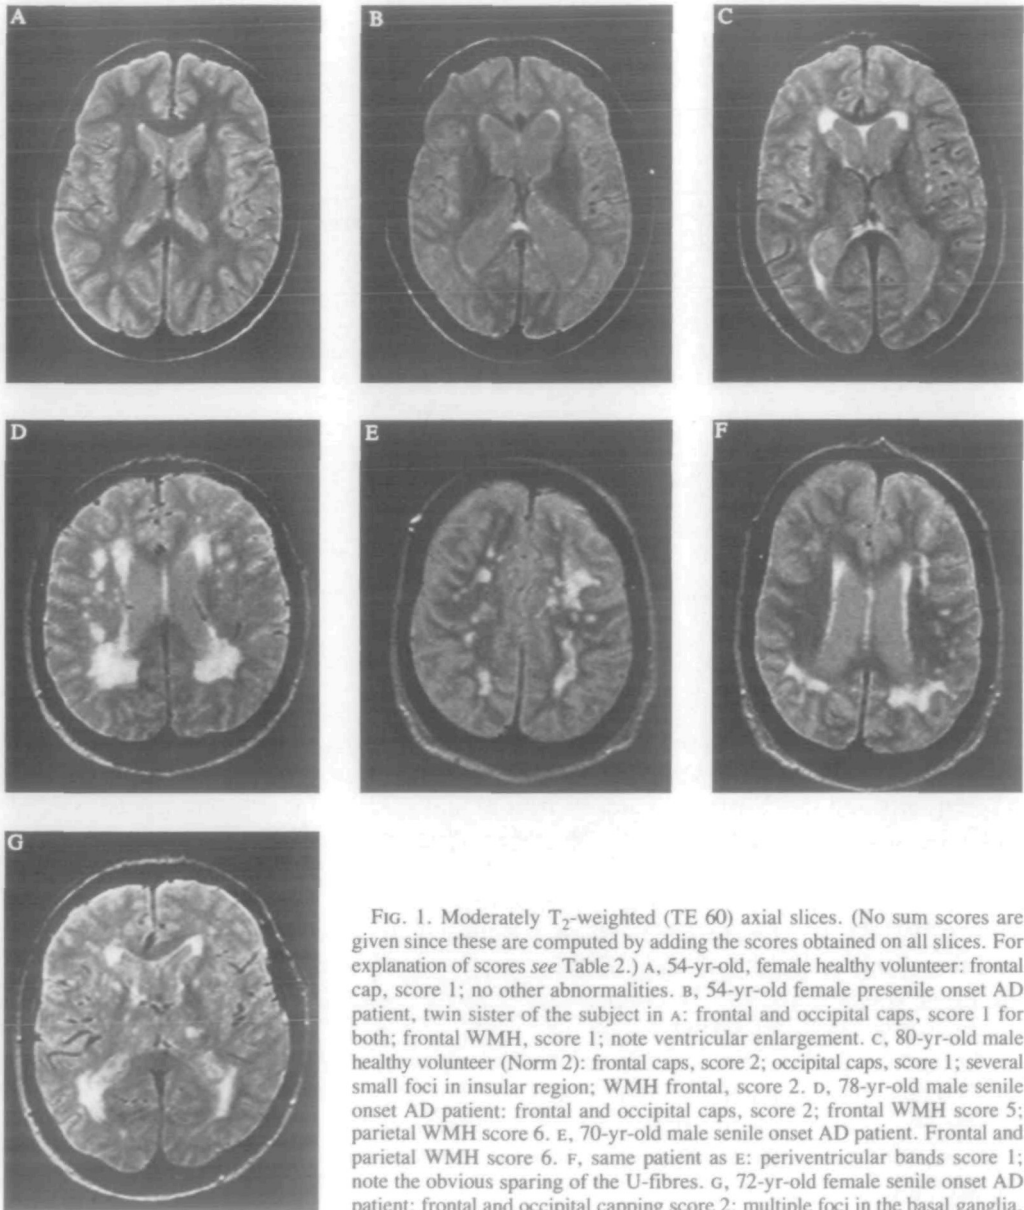 A
B
C
D
E
F
G
FIG. 1. Moderately T₂-weighted (TE 60) axial slices. (No sum scores are
given since these are computed by adding the scores obtained on all slices. For
explanation of scores see Table 2.) A, 54-yr-old, female healthy volunteer: frontal
cap, score 1; no other abnormalities. B, 54-yr-old female presenile onset AD
patient, twin sister of the subject in A: frontal and occipital caps, score 1 for
both; frontal WMH, score 1; note ventricular enlargement. C, 80-yr-old male
healthy volunteer (Norm 2): frontal caps, score 2; occipital caps, score 1; several
small foci in insular region; WMH frontal, score 2. D, 78-yr-old male senile
onset AD patient: frontal and occipital caps, score 2; frontal WMH score 5;
parietal WMH score 6. E, 70-yr-old male senile onset AD patient. Frontal and
parietal WMH score 6. F, same patient as E: periventricular bands score 1;
note the obvious sparing of the U-fibres. G, 72-yr-old female senile onset AD
patient: frontal and occipital capping score 2; multiple foci in the basal ganglia.